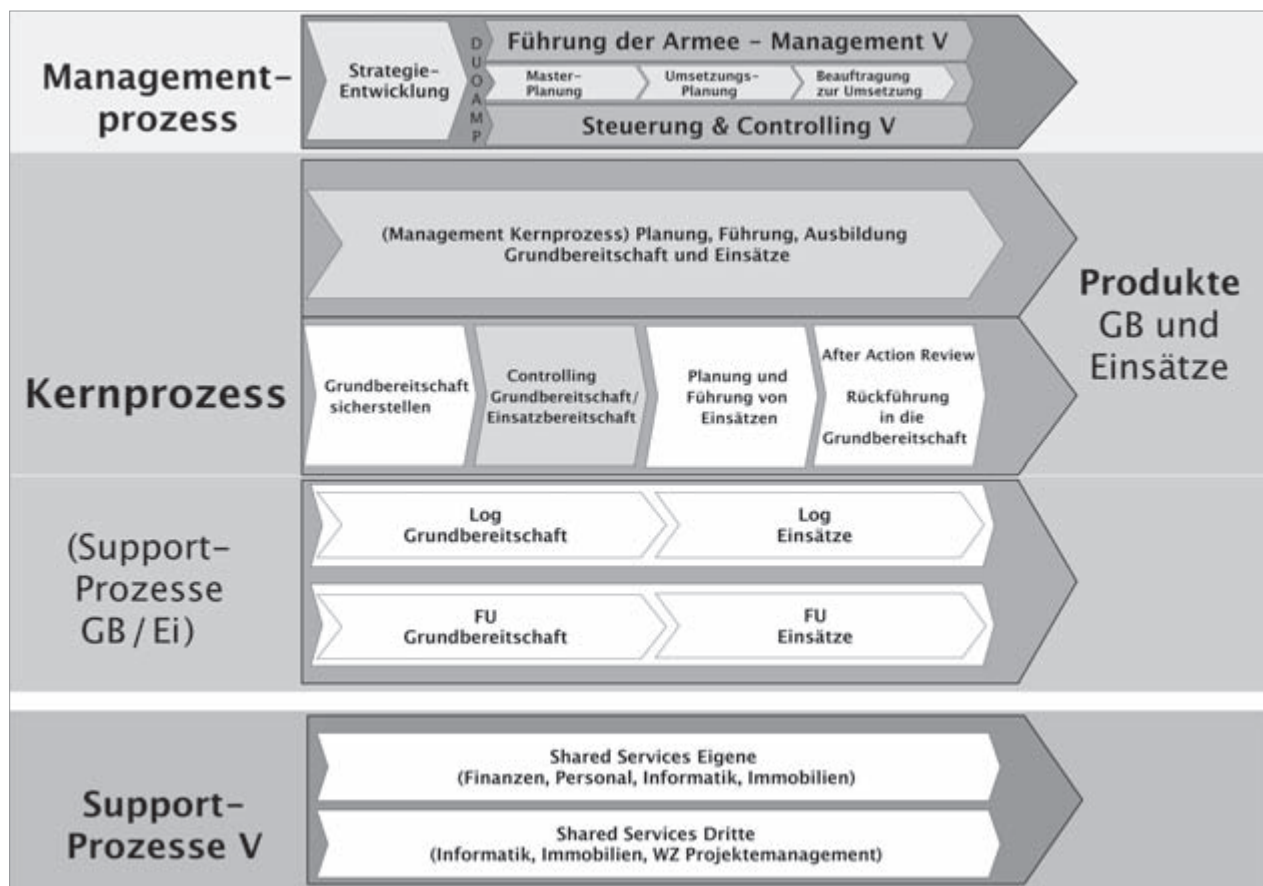 Management-
prozess
Strategie-
Entwicklung
DUOAMP
Führung der Armee – Management V
Master-
Planung
Umsetzungs-
Planung
Beauftragung
zur Umsetzung
Steuerung & Controlling V
Kernprozess
(Management Kernprozess) Planung, Führung, Ausbildung
Grundbereitschaft und Einsätze
Grundbereitschaft
sicherstellen
Controlling
Grundbereitschaft/
Einsatzbereitschaft
Planung und
Führung von
Einsätzen
After Action Review
Rückführung
in die
Grundbereitschaft
Produkte
GB und
Einsätze
(Support-
Prozesse
GB / Ei)
Log
Grundbereitschaft
Log
Einsätze
FU
Grundbereitschaft
FU
Einsätze
Support-
Prozesse V
Shared Services Eigene
(Finanzen, Personal, Informatik, Immobilien)
Shared Services Dritte
(Informatik, Immobilien, WZ Projektemanagement)